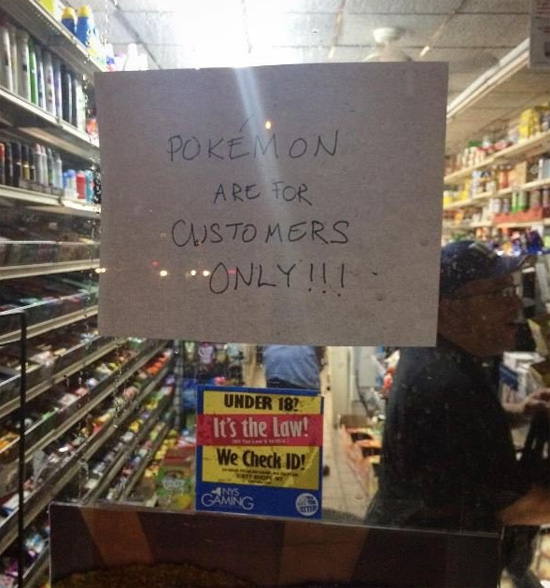 POKÉMON
ARE FOR
CUSTOMERS
ONLY!!!
UNDER 18?
It's the Law!
We Check ID!
NYS
GAMING